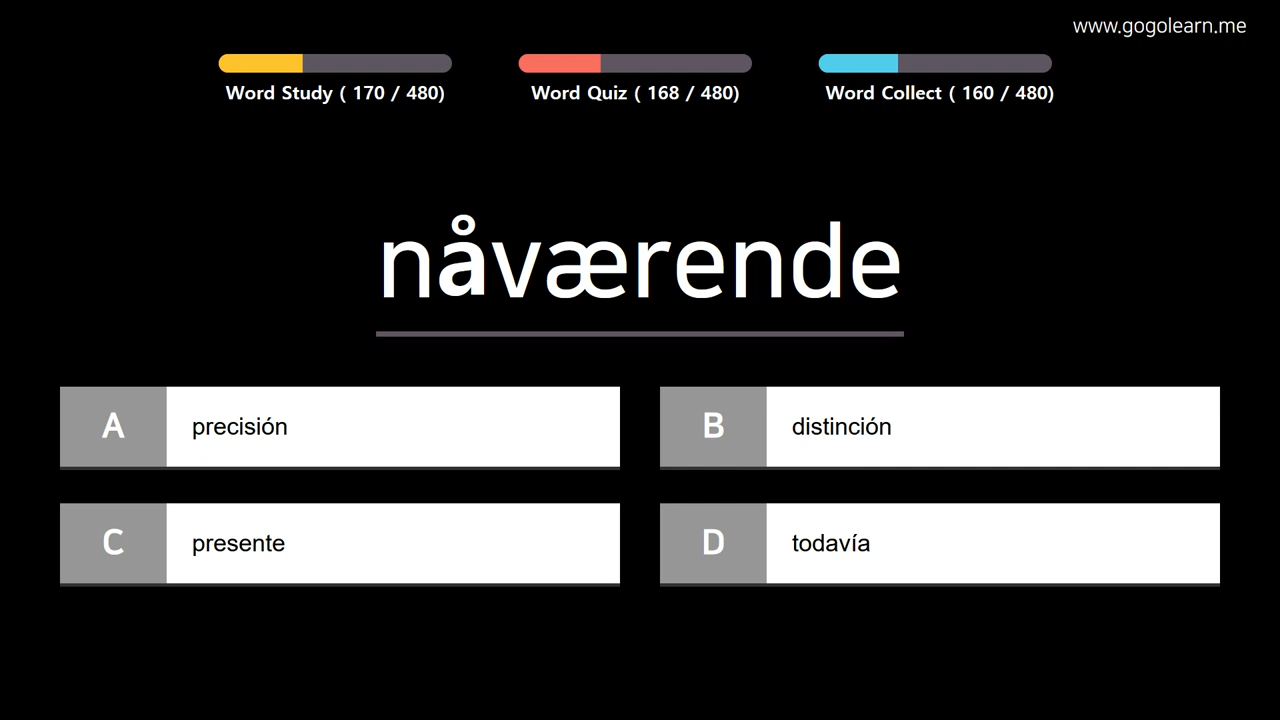 www.gogolearn.me
Word Study ( 170 / 480)
Word Quiz ( 168 / 480)
Word Collect ( 160 / 480)
nåværende
A
precisión
B
distinción
C
presente
D
todavía